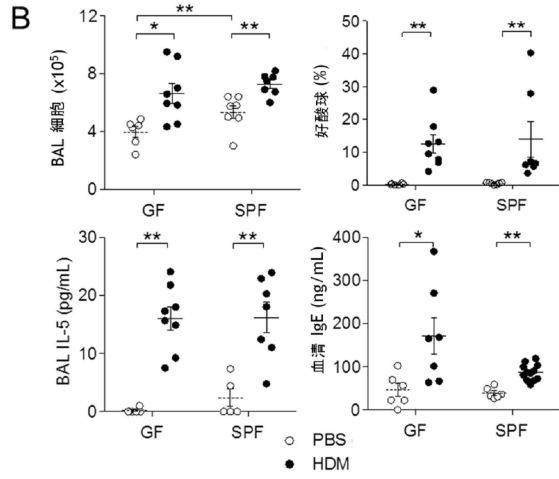 B
BAL 細胞 (x10⁵)
12
8
4
0
*
**
**
GF
SPF
好酸球 (%)
50
40
30
20
10
0
**
**
GF
SPF
BAL IL-5 (pg/mL)
30
20
10
0
**
**
GF
SPF
血清 IgE (ng/mL)
400
300
200
100
0
*
**
GF
SPF
○ PBS
● HDM